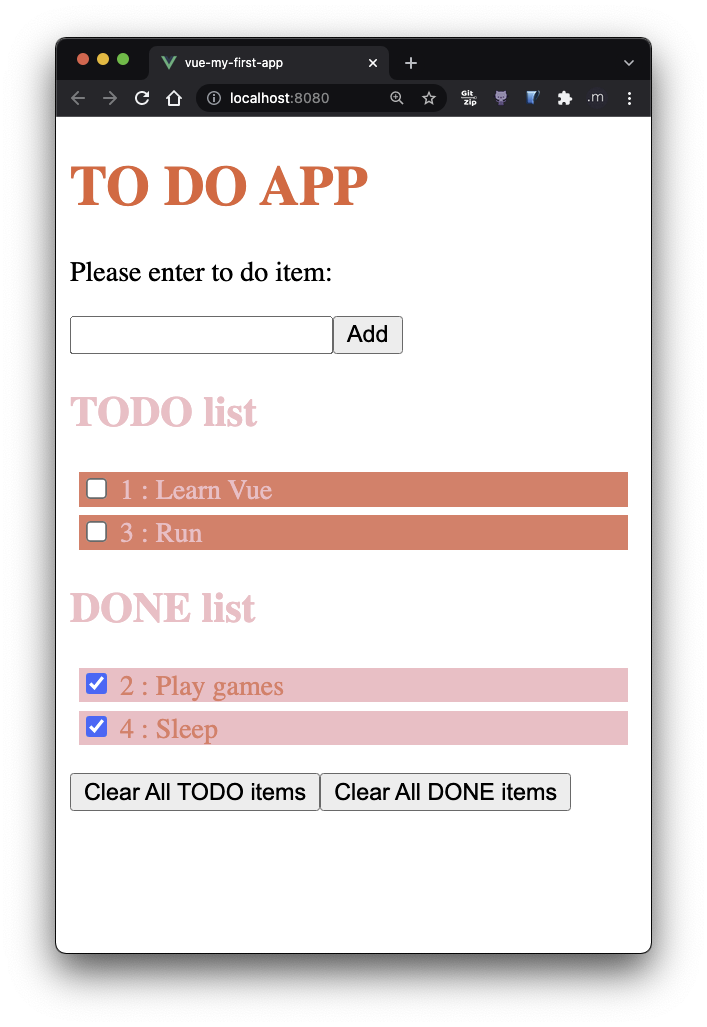 vue-my-first-app
localhost:8080
Git Zip
.m
TO DO APP
Please enter to do item:
Add
TODO list
1 : Learn Vue
3 : Run
DONE list
2 : Play games
4 : Sleep
Clear All TODO items Clear All DONE items